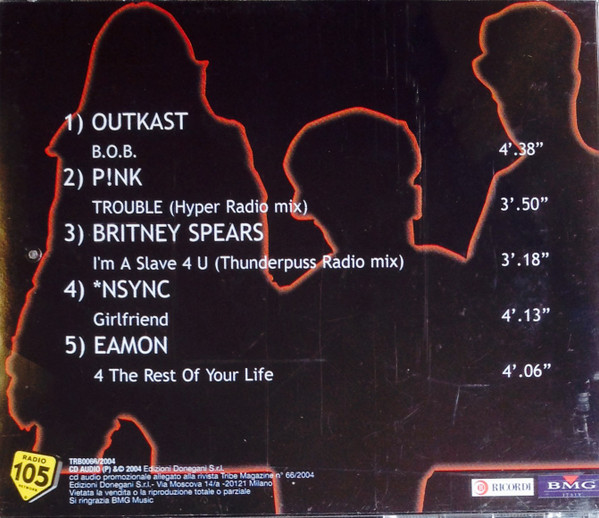 1) OUTKAST
B.O.B. 4'.38"
2) P!NK
TROUBLE (Hyper Radio mix) 3'.50"
3) BRITNEY SPEARS
I'm A Slave 4 U (Thunderpuss Radio mix) 3'.18"
4) *NSYNC
Girlfriend 4'.13"
5) EAMON
4 The Rest Of Your Life 4'.06"
RADIO
105
NETWORK
TRB0066/2004
CD AUDIO (P) &© 2004 Edizioni Donegani S.r.l.
cd audio promozionale allegato alla rivista Tribe Magazine n° 66/2004
Edizioni Donegani S.r.l.- Via Moscova 14/a -20121 Milano
Vietata la vendita o la riproduzione totale o parziale
Si ringrazia BMG Music
RICORDI
BMG
ITALY